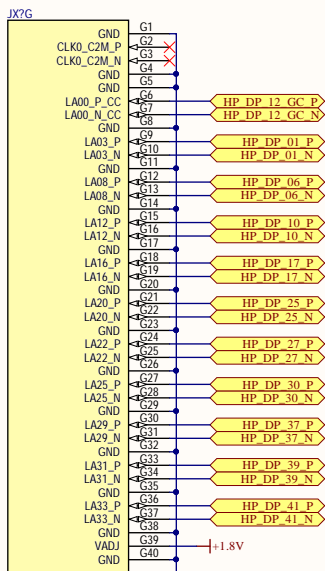 JX?G
GND G1
CLK0_C2M_P G2
CLK0_C2M_N G3
GND G4
GND G5
LA00_P_CC G6 HP_DP_12_GC_P
LA00_N_CC G7 HP_DP_12_GC_N
GND G8
LA03_P G9 HP_DP_01_P
LA03_N G10 HP_DP_01_N
GND G11
LA08_P G12 HP_DP_06_P
LA08_N G13 HP_DP_06_N
GND G14
LA12_P G15 HP_DP_10_P
LA12_N G16 HP_DP_10_N
GND G17
LA16_P G18 HP_DP_17_P
LA16_N G19 HP_DP_17_N
GND G20
LA20_P G21 HP_DP_25_P
LA20_N G22 HP_DP_25_N
GND G23
LA22_P G24 HP_DP_27_P
LA22_N G25 HP_DP_27_N
GND G26
LA25_P G27 HP_DP_30_P
LA25_N G28 HP_DP_30_N
GND G29
LA29_P G30 HP_DP_37_P
LA29_N G31 HP_DP_37_N
GND G32
LA31_P G33 HP_DP_39_P
LA31_N G34 HP_DP_39_N
GND G35
LA33_P G36 HP_DP_41_P
LA33_N G37 HP_DP_41_N
GND G38
VADJ G39 +1.8V
GND G40